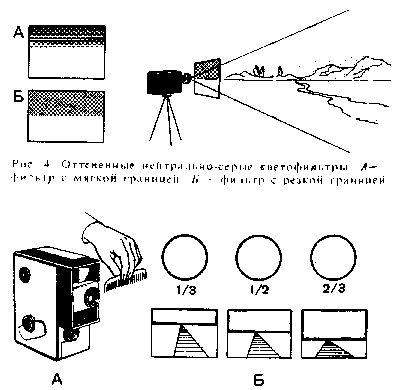 А
Б
Рис 4. Оттененные нейтрально-серые светофильтры. А—
фильтр с мягкой границей. Б - фильтр с резкой границей
1/3 1/2 2/3
А Б